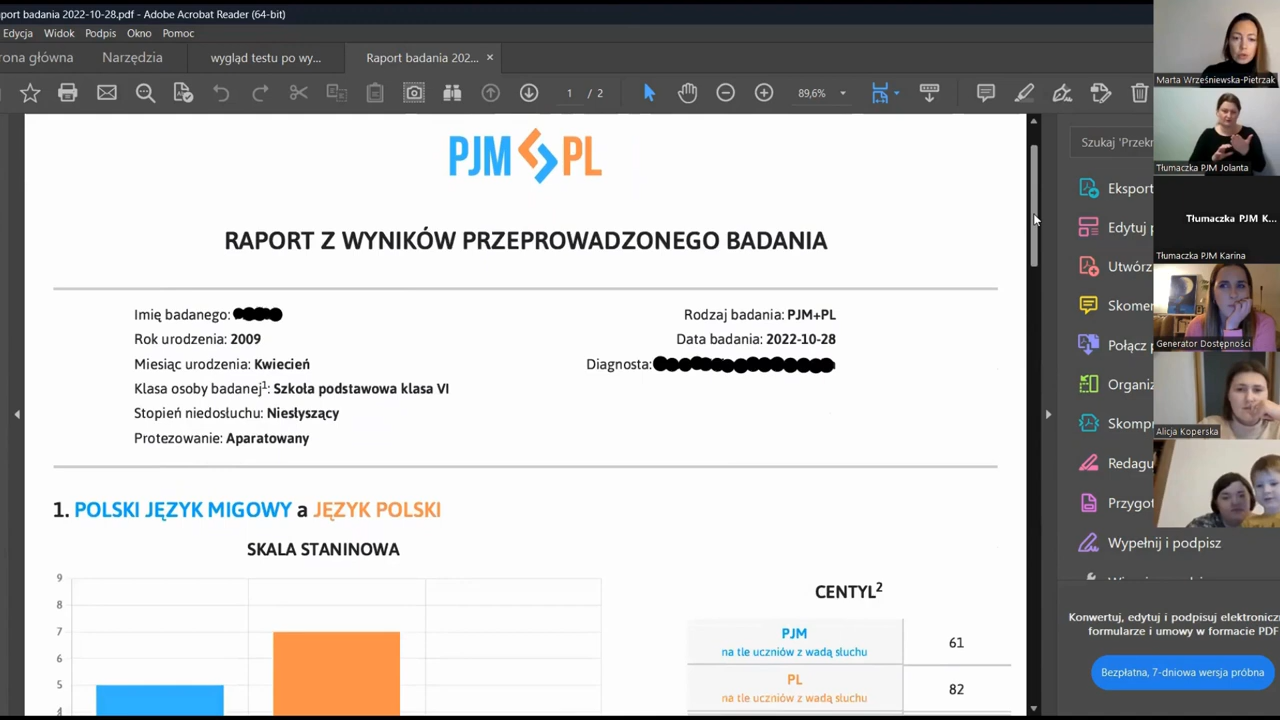 port badania 2022-10-28.pdf - Adobe Acrobat Reader (64-bit)
Edycja Widok Podpis Okno Pomoc
rona główna Narzędzia wygląd testu po wy... Raport badania 202... ×
1 / 2 89,6%
PJM PL
RAPORT Z WYNIKÓW PRZEPROWADZONEGO BADANIA
Imię badanego:
Rok urodzenia: 2009
Miesiąc urodzenia: Kwiecień
Klasa osoby badanej1: Szkoła podstawowa klasa VI
Stopień niedosłuchu: Niesłyszący
Protezowanie: Aparatowany
Rodzaj badania: PJM+PL
Data badania: 2022-10-28
Diagnosta:
1. POLSKI JĘZYK MIGOWY a JĘZYK POLSKI
SKALA STANINOWA
9
8
7
6
5
4
CENTYL2
PJM
na tle uczniów z wadą słuchu
61
PL
na tle uczniów z wadą słuchu
82
Szukaj 'Przekr
Eksport
Edytuj p
Utwórz
Skomen
Połącz p
Organiz
Skompr
Redagu
Przygot
Wypełnij i podpisz
Konwertuj, edytuj i podpisuj elektroniczn
formularze i umowy w formacie PDF
Bezpłatna, 7-dniowa wersja próbna
Marta Wrześniewska-Pietrzak
Tłumaczka PJM Jolanta
Tłumaczka PJM K...
Tłumaczka PJM Karina
Generator Dostępności
Alicja Koperska